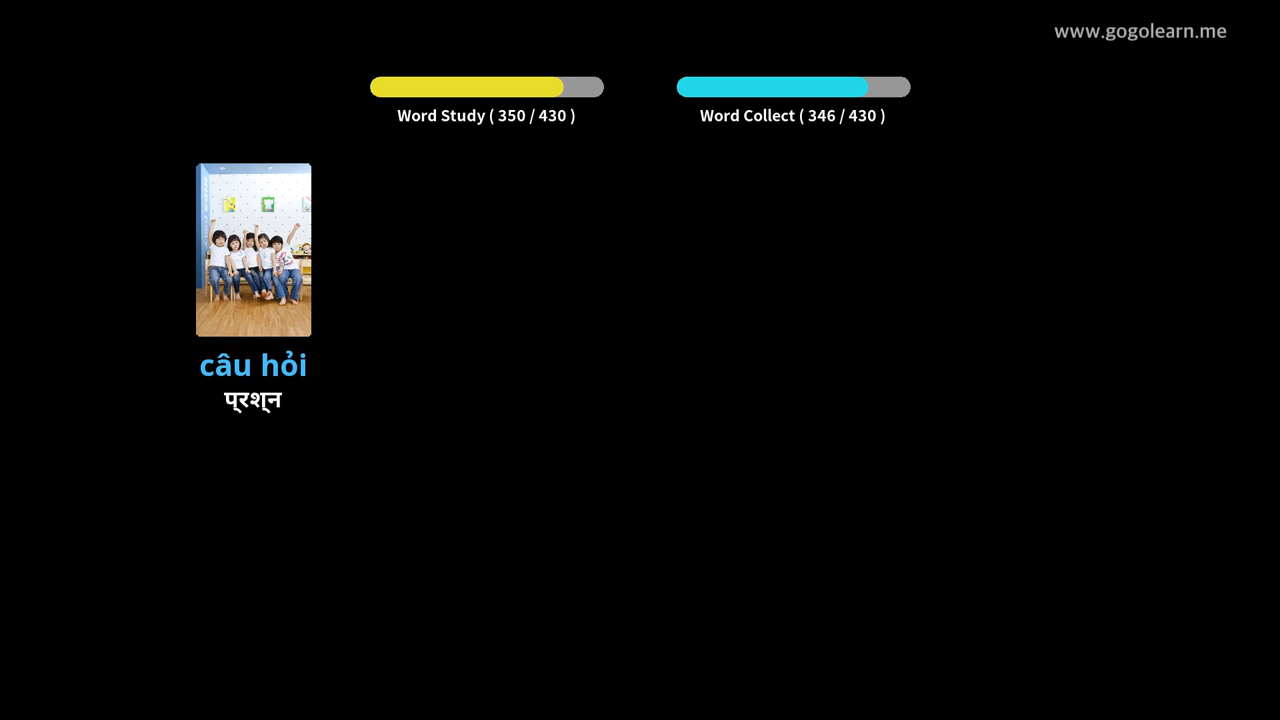 www.gogolearn.me
Word Study ( 350 / 430 )
Word Collect ( 346 / 430 )
câu hỏi
प्रश्न